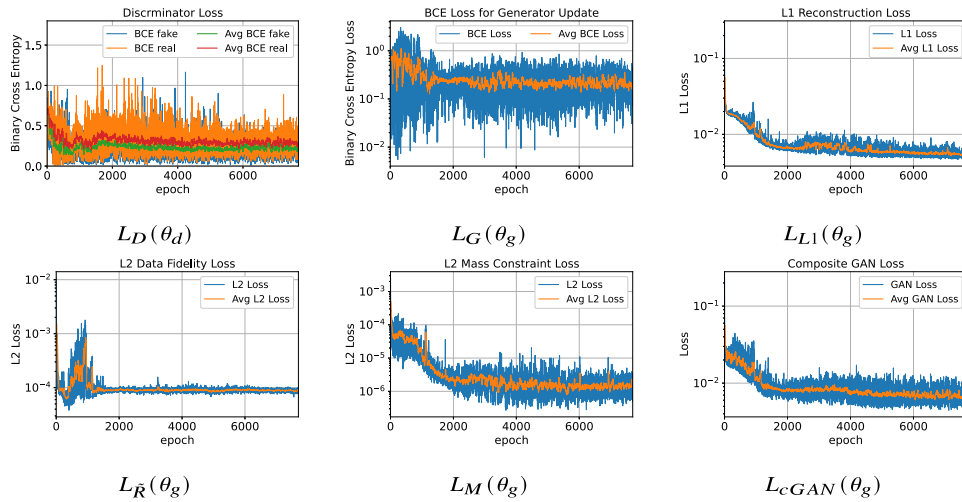 Discrminator Loss
BCE fake
BCE real
Avg BCE fake
Avg BCE real
Binary Cross Entropy
1.5
1.0
0.5
0.0
0 2000 4000 6000
epoch
L_D(θ_d)
BCE Loss for Generator Update
BCE Loss
Avg BCE Loss
Binary Cross Entropy Loss
10^0
10^-1
10^-2
0 2000 4000 6000
epoch
L_G(θ_g)
L1 Reconstruction Loss
L1 Loss
Avg L1 Loss
L1 Loss
10^-1
10^-2
0 2000 4000 6000
epoch
L_{L1}(θ_g)
L2 Data Fidelity Loss
L2 Loss
Avg L2 Loss
L2 Loss
10^-2
10^-3
10^-4
0 2000 4000 6000
epoch
L_{R̃}(θ_g)
L2 Mass Constraint Loss
L2 Loss
Avg L2 Loss
L2 Loss
10^-3
10^-4
10^-5
10^-6
0 2000 4000 6000
epoch
L_M(θ_g)
Composite GAN Loss
GAN Loss
Avg GAN Loss
Loss
10^-1
10^-2
0 2000 4000 6000
epoch
L_{cGAN}(θ_g)